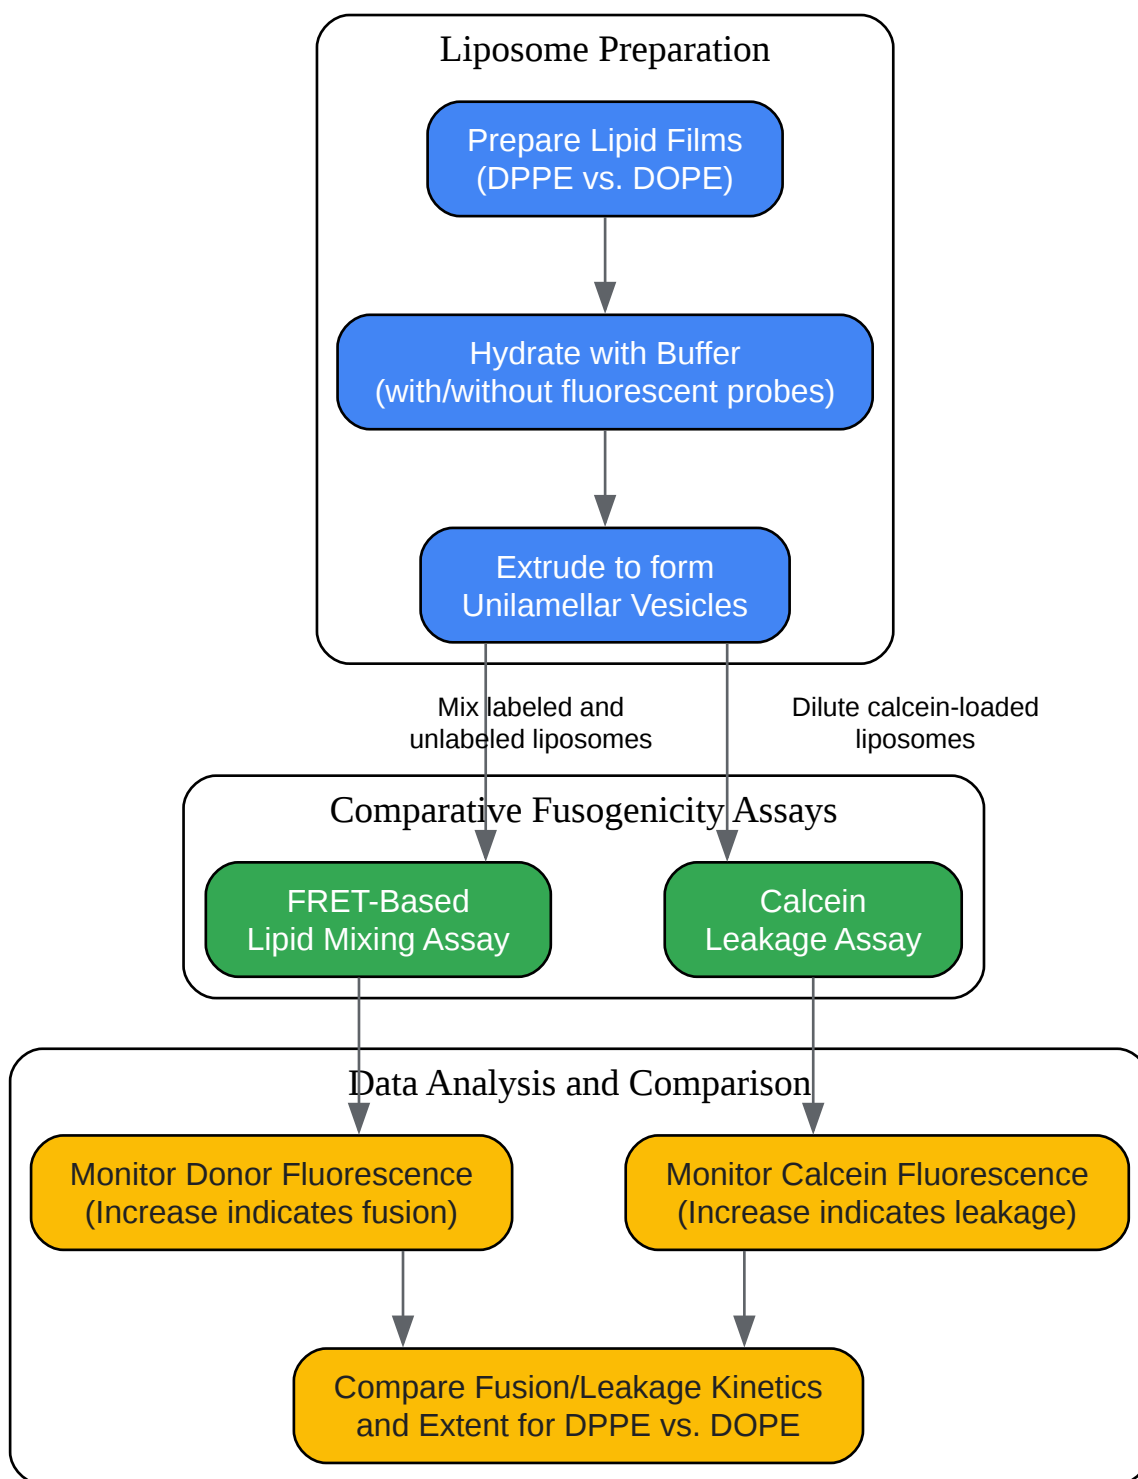 Liposome Preparation
Prepare Lipid Films
(DPPE vs. DOPE)
Hydrate with Buffer
(with/without fluorescent probes)
Extrude to form
Unilamellar Vesicles
Mix labeled and
unlabeled liposomes
Dilute calcein-loaded
liposomes
Comparative Fusogenicity Assays
FRET-Based
Lipid Mixing Assay
Calcein
Leakage Assay
Data Analysis and Comparison
Monitor Donor Fluorescence
(Increase indicates fusion)
Monitor Calcein Fluorescence
(Increase indicates leakage)
Compare Fusion/Leakage Kinetics
and Extent for DPPE vs. DOPE